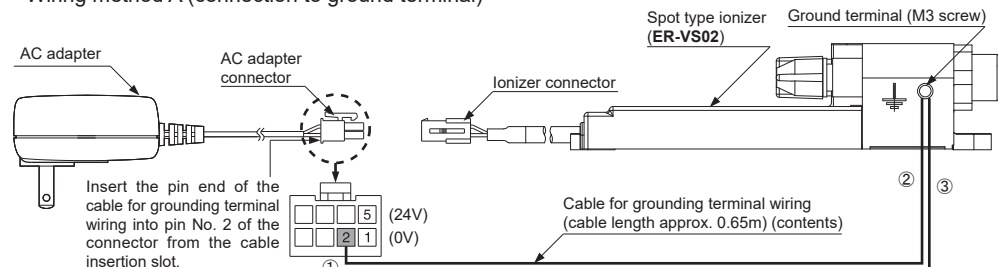 Wiring method A (connection to ground terminal)
Spot type ionizer
(ER-VS02)
Ground terminal (M3 screw)
AC adapter
AC adapter
connector
Ionizer connector
Insert the pin end of the
cable for grounding terminal
wiring into pin No. 2 of the
connector from the cable
insertion slot.
5 (24V)
2 1 (0V)
①
Cable for grounding terminal wiring
(cable length approx. 0.65m) (contents)
② ③